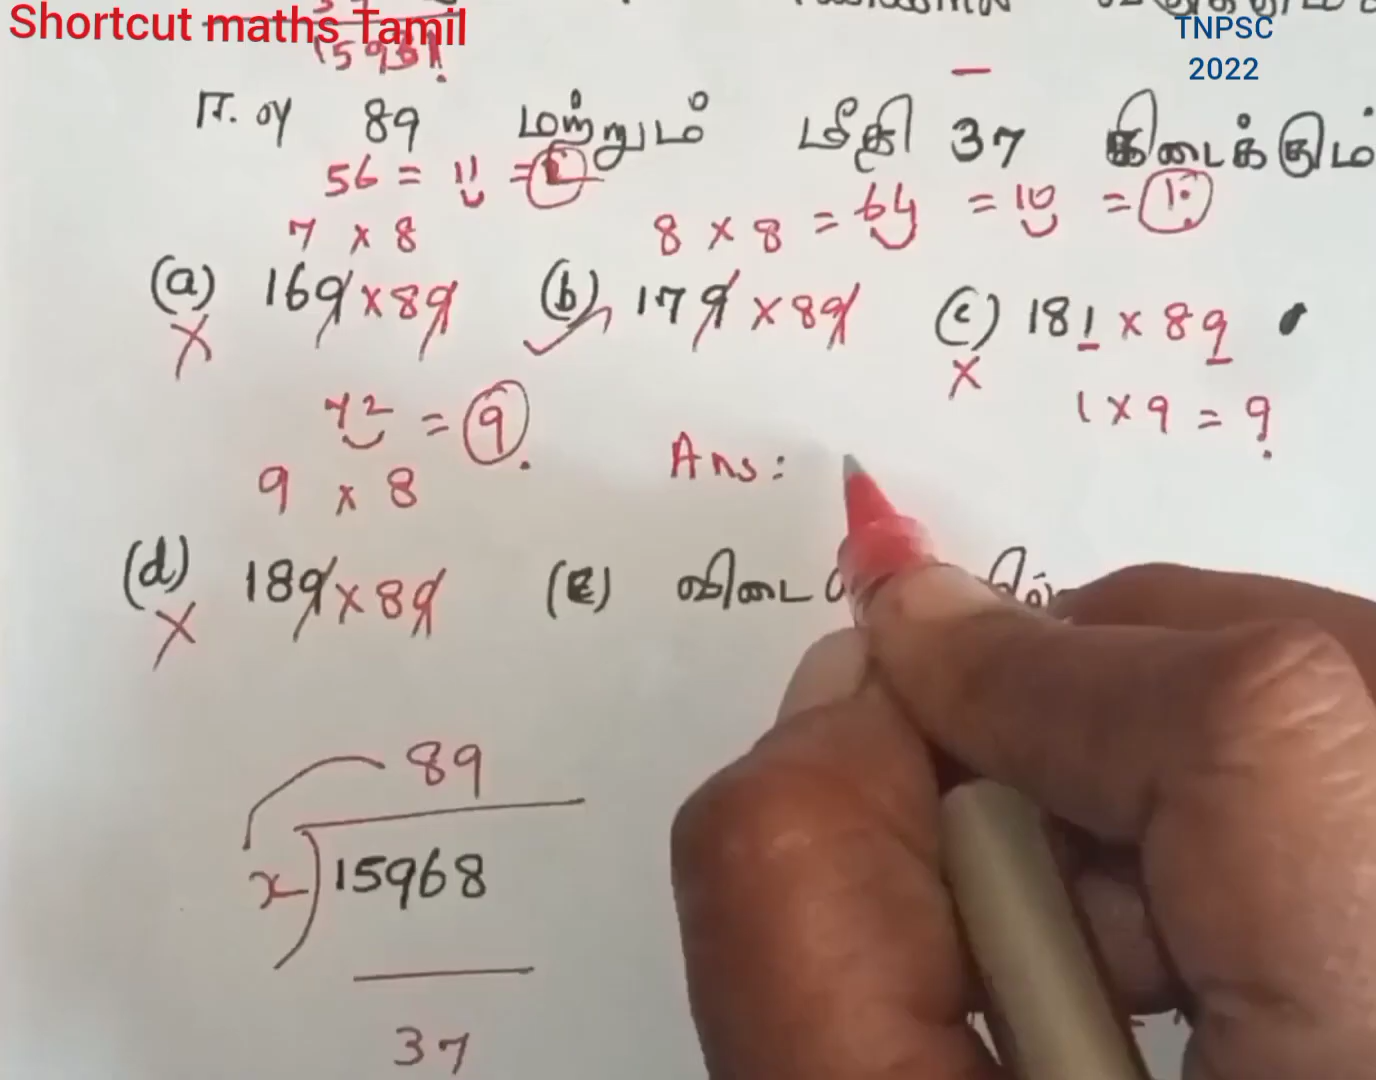 Shortcut maths Tamil
TNPSC
2022
15931
89 மற்றும் மீதி 37 கிடைக்கும்
56 = 11 = 2
7 x 8
8 x 8 = 64 = 10 = 1
(a) 169 x 89 (b) 179 x 89 (c) 181 x 89
1 x 9 = 9
72 = 9
9 x 8
Ans:
(d) 189 x 89 (E) விடை
89
x) 15968
37